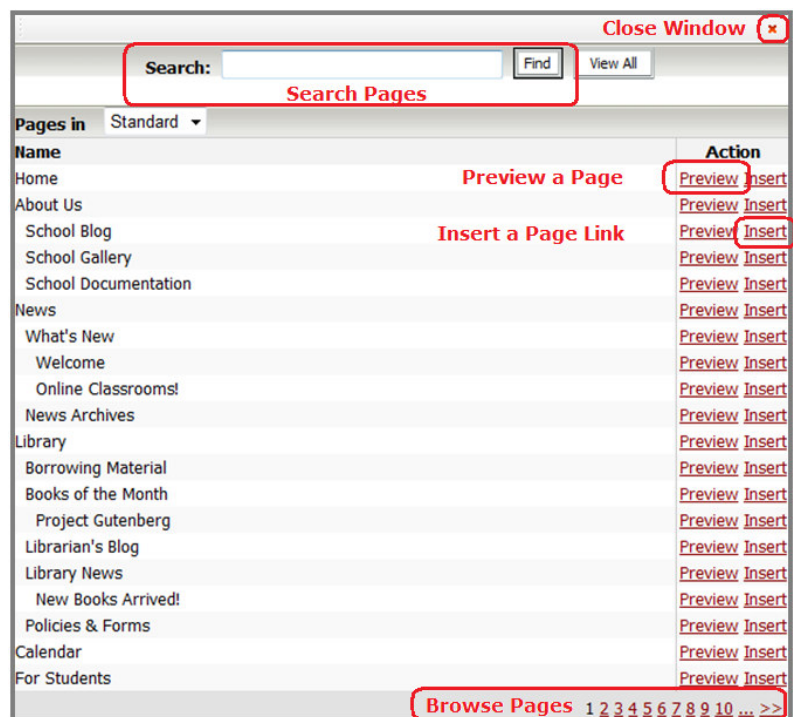 Close Window ×
Search: Find View All
Search Pages
Pages in Standard
Name Action
Home Preview a Page Preview Insert
About Us Preview Insert
School Blog Insert a Page Link Preview Insert
School Gallery Preview Insert
School Documentation Preview Insert
News Preview Insert
What's New Preview Insert
Welcome Preview Insert
Online Classrooms! Preview Insert
News Archives Preview Insert
Library Preview Insert
Borrowing Material Preview Insert
Books of the Month Preview Insert
Project Gutenberg Preview Insert
Librarian's Blog Preview Insert
Library News Preview Insert
New Books Arrived! Preview Insert
Policies & Forms Preview Insert
Calendar Preview Insert
For Students Preview Insert
Browse Pages 1 2 3 4 5 6 7 8 9 10 ... >>